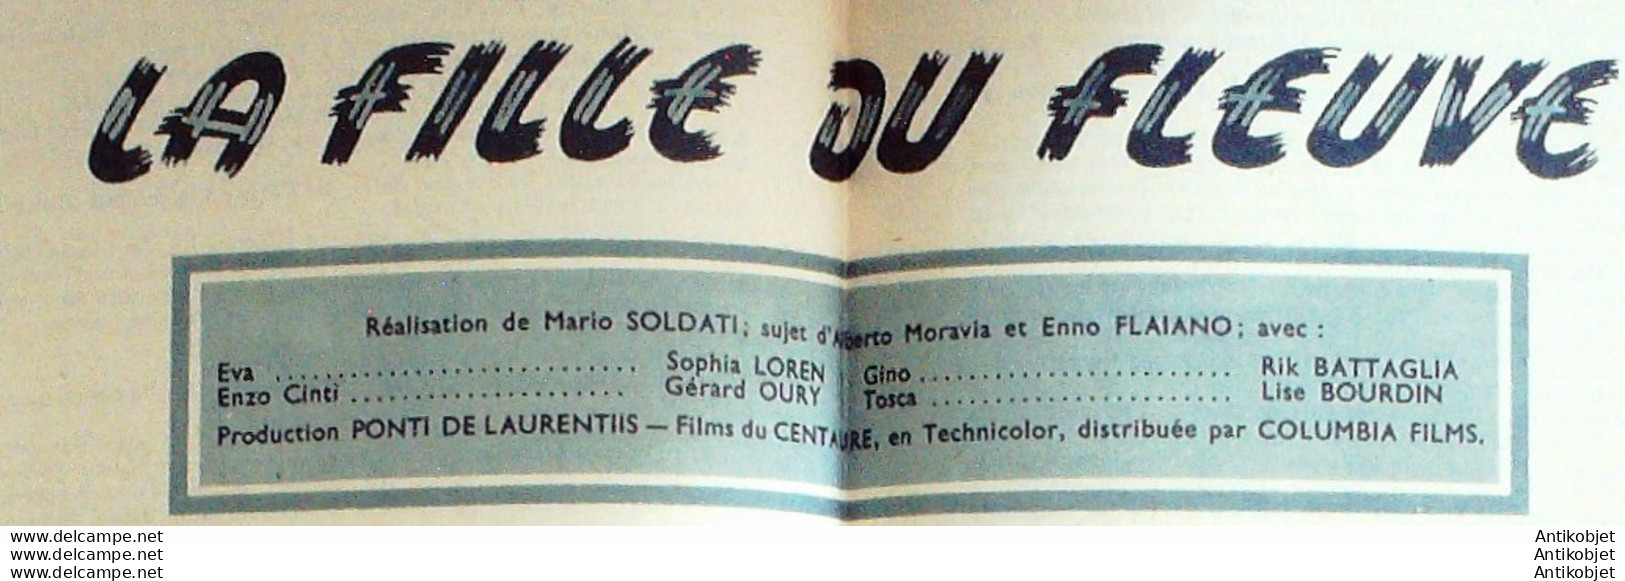 LA FILLE DU FLEUVE
Réalisation de Mario SOLDATI; sujet d'Alberto Moravia et Enno FLAIANO; avec :
Eva .............................. Sophia LOREN Gino .......................... Rik BATTAGLIA
Enzo Cinti ....................... Gérard OURY Tosca ......................... Lise BOURDIN
Production PONTI DE LAURENTIIS — Films du CENTAURE, en Technicolor, distribuée par COLUMBIA FILMS.
www.delcampe.net Antikobjet
www.delcampe.net Antikobjet
www.delcampe.net Antikobjet